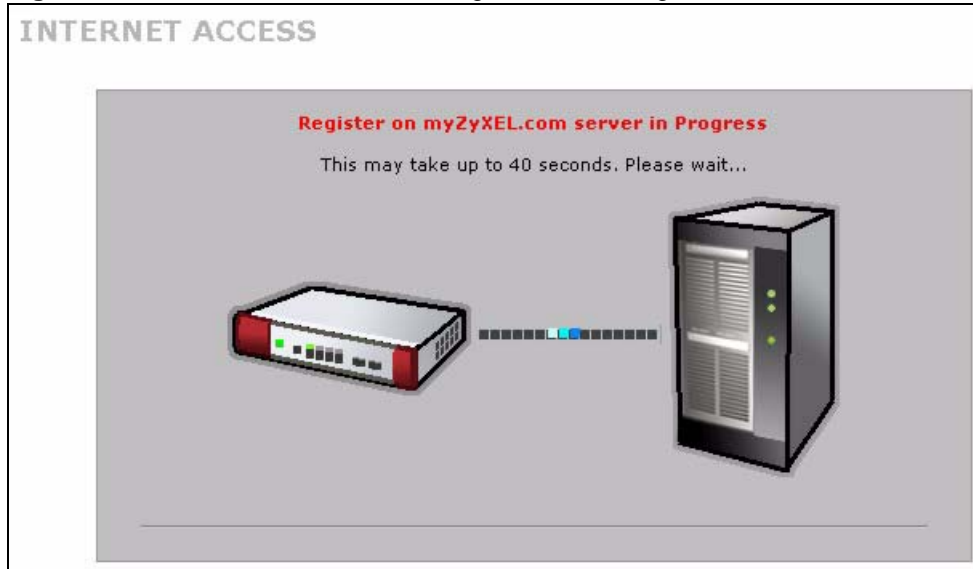 INTERNET ACCESS
Register on myZyXEL.com server in Progress
This may take up to 40 seconds. Please wait...